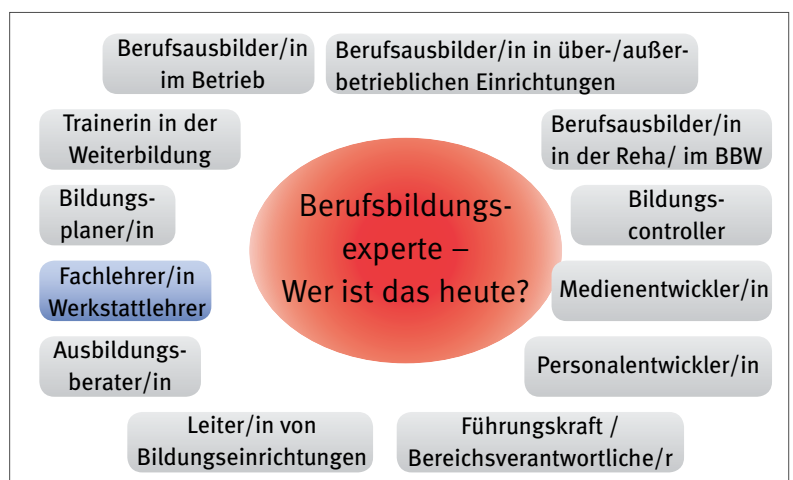 Berufsausbilder/in
im Betrieb
Berufsausbilder/in in über-/außer-
betrieblichen Einrichtungen
Trainerin in der
Weiterbildung
Berufsausbilder/in
in der Reha/ im BBW
Bildungs-
planer/in
Berufsbildungs-
experte –
Wer ist das heute?
Bildungs-
controller
Fachlehrer/in
Werkstattlehrer
Medienentwickler/in
Ausbildungs-
berater/in
Personalentwickler/in
Leiter/in von
Bildungseinrichtungen
Führungskraft /
Bereichsverantwortliche/r